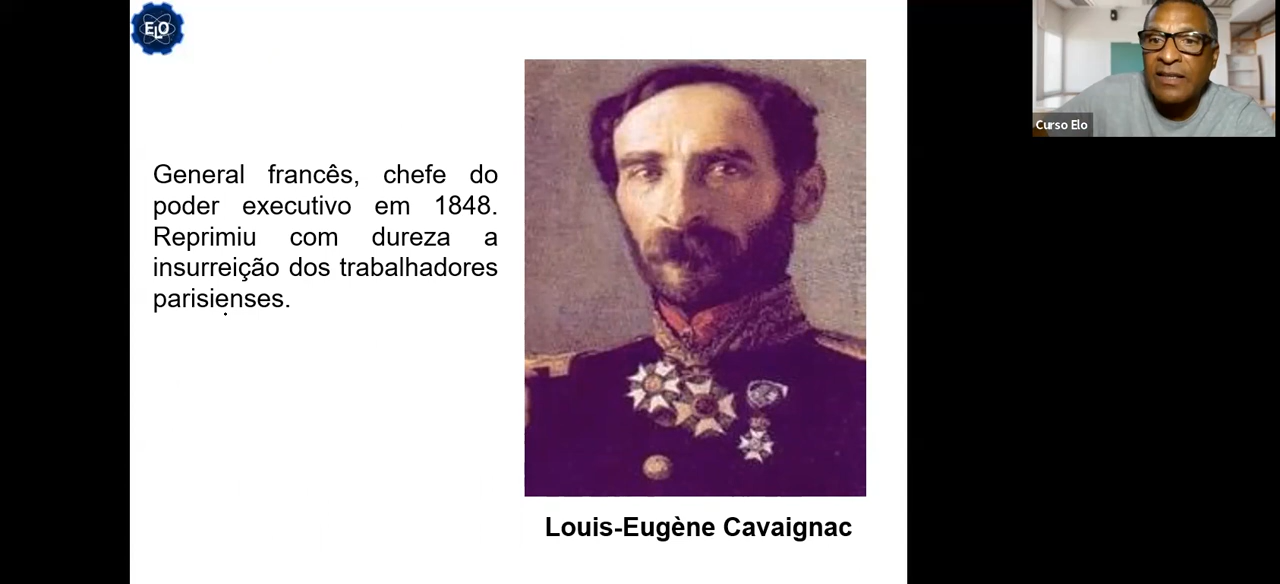 ELO
General francês, chefe do
poder executivo em 1848.
Reprimiu com dureza a
insurreição dos trabalhadores
parisienses.
Louis-Eugène Cavaignac
Curso Elo